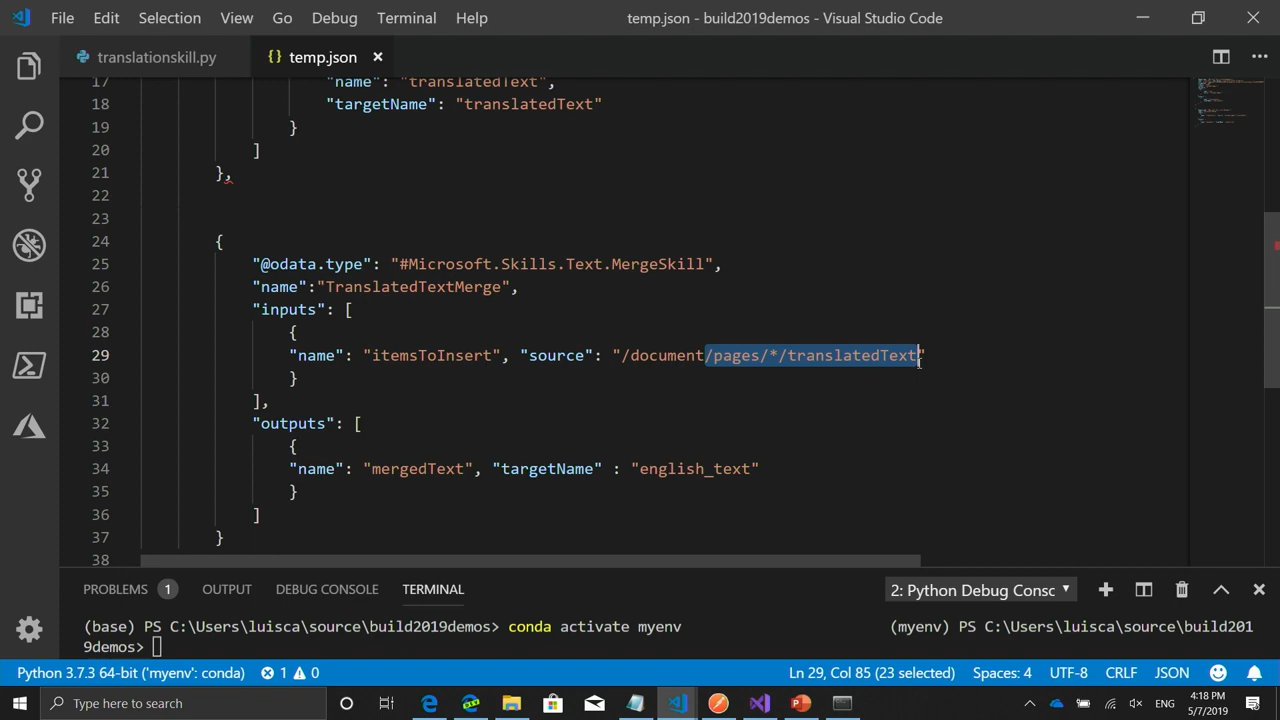 File Edit Selection View Go Debug Terminal Help temp.json - build2019demos - Visual Studio Code
translationskill.py {} temp.json
17 "name": "translatedText",
18 "targetName": "translatedText"
19 }
20 ]
21 },
22
23
24 {
25 "@odata.type": "#Microsoft.Skills.Text.MergeSkill",
26 "name":"TranslatedTextMerge",
27 "inputs": [
28 {
29 "name": "itemsToInsert", "source": "/document/pages/*/translatedText"
30 }
31 ],
32 "outputs": [
33 {
34 "name": "mergedText", "targetName" : "english_text"
35 }
36 ]
37 }
38
PROBLEMS 1 OUTPUT DEBUG CONSOLE TERMINAL 2: Python Debug Consc
(base) PS C:\Users\luisca\source\build2019demos> conda activate myenv (myenv) PS C:\Users\luisca\source\build201
9demos>
Python 3.7.3 64-bit ('myenv': conda) 1 0 Ln 29, Col 85 (23 selected) Spaces: 4 UTF-8 CRLF JSON
Type here to search ENG 4:18 PM
5/7/2019